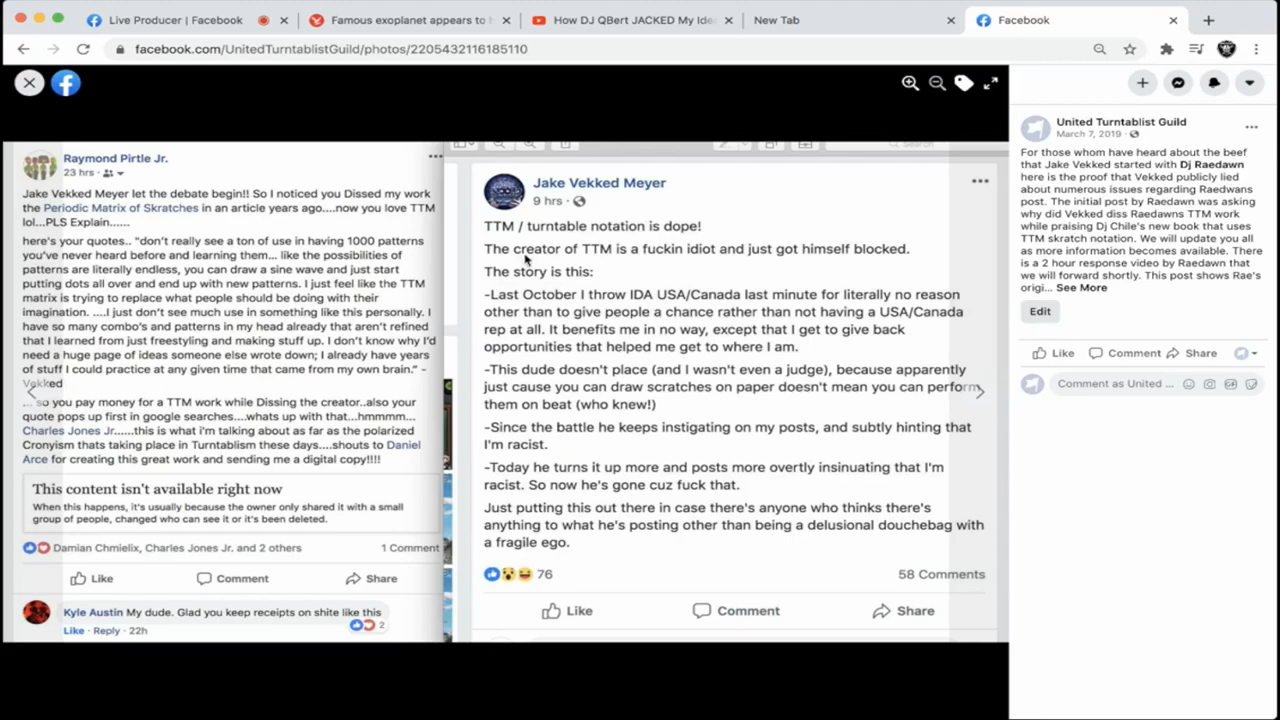 Live Producer | Facebook
Famous exoplanet appears to
How DJ QBert JACKED My Ide
New Tab
Facebook
facebook.com/UnitedTurntablistGuild/photos/2205432116185110
Raymond Pirtle Jr.
23 hrs ·
Jake Vekked Meyer let the debate begin!! So I noticed you Dissed my work
the Periodic Matrix of Skratches in an article years ago....now you love TTM
lol...PLS Explain......
here's your quotes.. "don't really see a ton of use in having 1000 patterns
you've never heard before and learning them... like the possibilities of
patterns are literally endless, you can draw a sine wave and just start
putting dots all over and end up with new patterns. I just feel like the TTM
matrix is trying to replace what people should be doing with their
imagination. ....I just don't see much use in something like this personally. I
have so many combo's and patterns in my head already that aren't refined
that I learned from just freestyling and making stuff up. I don't know why I'd
need a huge page of ideas someone else wrote down; I already have years
of stuff I could practice at any given time that came from my own brain." -
Vekked
... so you pay money for a TTM work while Dissing the creator..also your
quote pops up first in google searches....whats up with that...hmmmm...
Charles Jones Jr......this is what i'm talking about as far as the polarized
Cronyism thats taking place in Turntablism these days....shouts to Daniel
Arce for creating this great work and sending me a digital copy!!!!
This content isn't available right now
When this happens, it's usually because the owner only shared it with a small
group of people, changed who can see it or it's been deleted.
Damian Chmielix, Charles Jones Jr. and 2 others
1 Comment
Like
Comment
Share
Kyle Austin My dude. Glad you keep receipts on shite like this
Like · Reply · 22h
2
Search
Jake Vekked Meyer
9 hrs ·
TTM / turntable notation is dope!
The creator of TTM is a fuckin idiot and just got himself blocked.
The story is this:
-Last October I throw IDA USA/Canada last minute for literally no reason
other than to give people a chance rather than not having a USA/Canada
rep at all. It benefits me in no way, except that I get to give back
opportunities that helped me get to where I am.
-This dude doesn't place (and I wasn't even a judge), because apparently
just cause you can draw scratches on paper doesn't mean you can perform
them on beat (who knew!)
-Since the battle he keeps instigating on my posts, and subtly hinting that
I'm racist.
-Today he turns it up more and posts more overtly insinuating that I'm
racist. So now he's gone cuz fuck that.
Just putting this out there in case there's anyone who thinks there's
anything to what he's posting other than being a delusional douchebag with
a fragile ego.
76
58 Comments
Like
Comment
Share
United Turntablist Guild
March 7, 2019 ·
For those whom have heard about the beef
that Jake Vekked started with Dj Raedawn
here is the proof that Vekked publicly lied
about numerous issues regarding Raedwans
post. The initial post by Raedawn was asking
why did Vekked diss Raedawns TTM work
while praising Dj Chile's new book that uses
TTM skratch notation. We will update you all
as more information becomes available. There
is a 2 hour response video by Raedawn that
we will forward shortly. This post shows Rae's
origi... See More
Edit
Like
Comment
Share
Comment as United ...